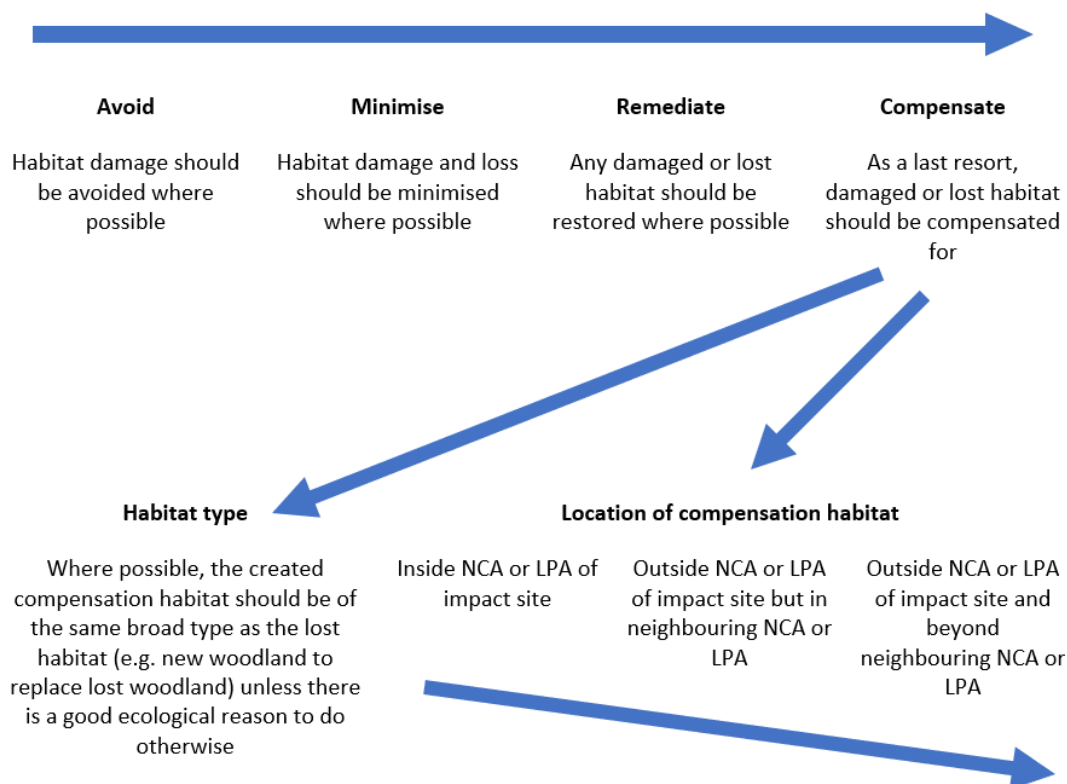 Avoid
Habitat damage should
be avoided where
possible
Minimise
Habitat damage and loss
should be minimised
where possible
Remediate
Any damaged or lost
habitat should be
restored where possible
Compensate
As a last resort,
damaged or lost habitat
should be compensated
for
Habitat type
Where possible, the created
compensation habitat should be of
the same broad type as the lost
habitat (e.g. new woodland to
replace lost woodland) unless there
is a good ecological reason to do
otherwise
Location of compensation habitat
Inside NCA or LPA of
impact site
Outside NCA or LPA
of impact site but in
neighbouring NCA or
LPA
Outside NCA or LPA
of impact site and
beyond
neighbouring NCA or
LPA